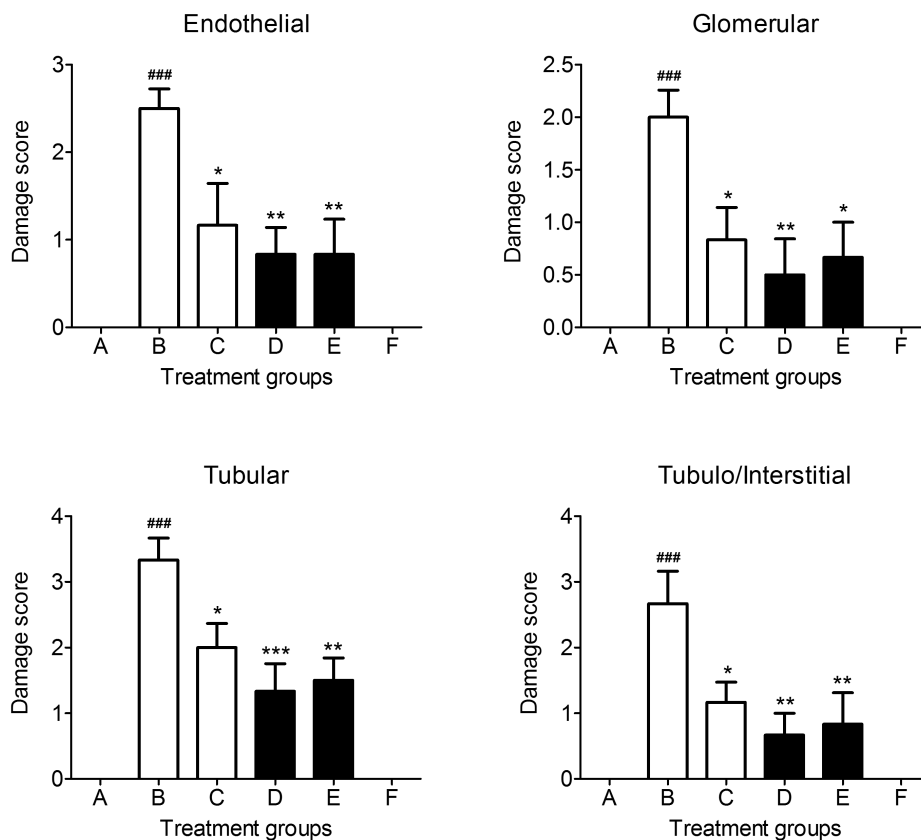 Endothelial
Damage score
3
2
1
0
###
*
**
**
A B C D E F
Treatment groups
Glomerular
Damage score
2.5
2.0
1.5
1.0
0.5
0.0
###
*
**
*
A B C D E F
Treatment groups
Tubular
Damage score
4
3
2
1
0
###
*
***
**
A B C D E F
Treatment groups
Tubulo/Interstitial
Damage score
4
3
2
1
0
###
*
**
**
A B C D E F
Treatment groups